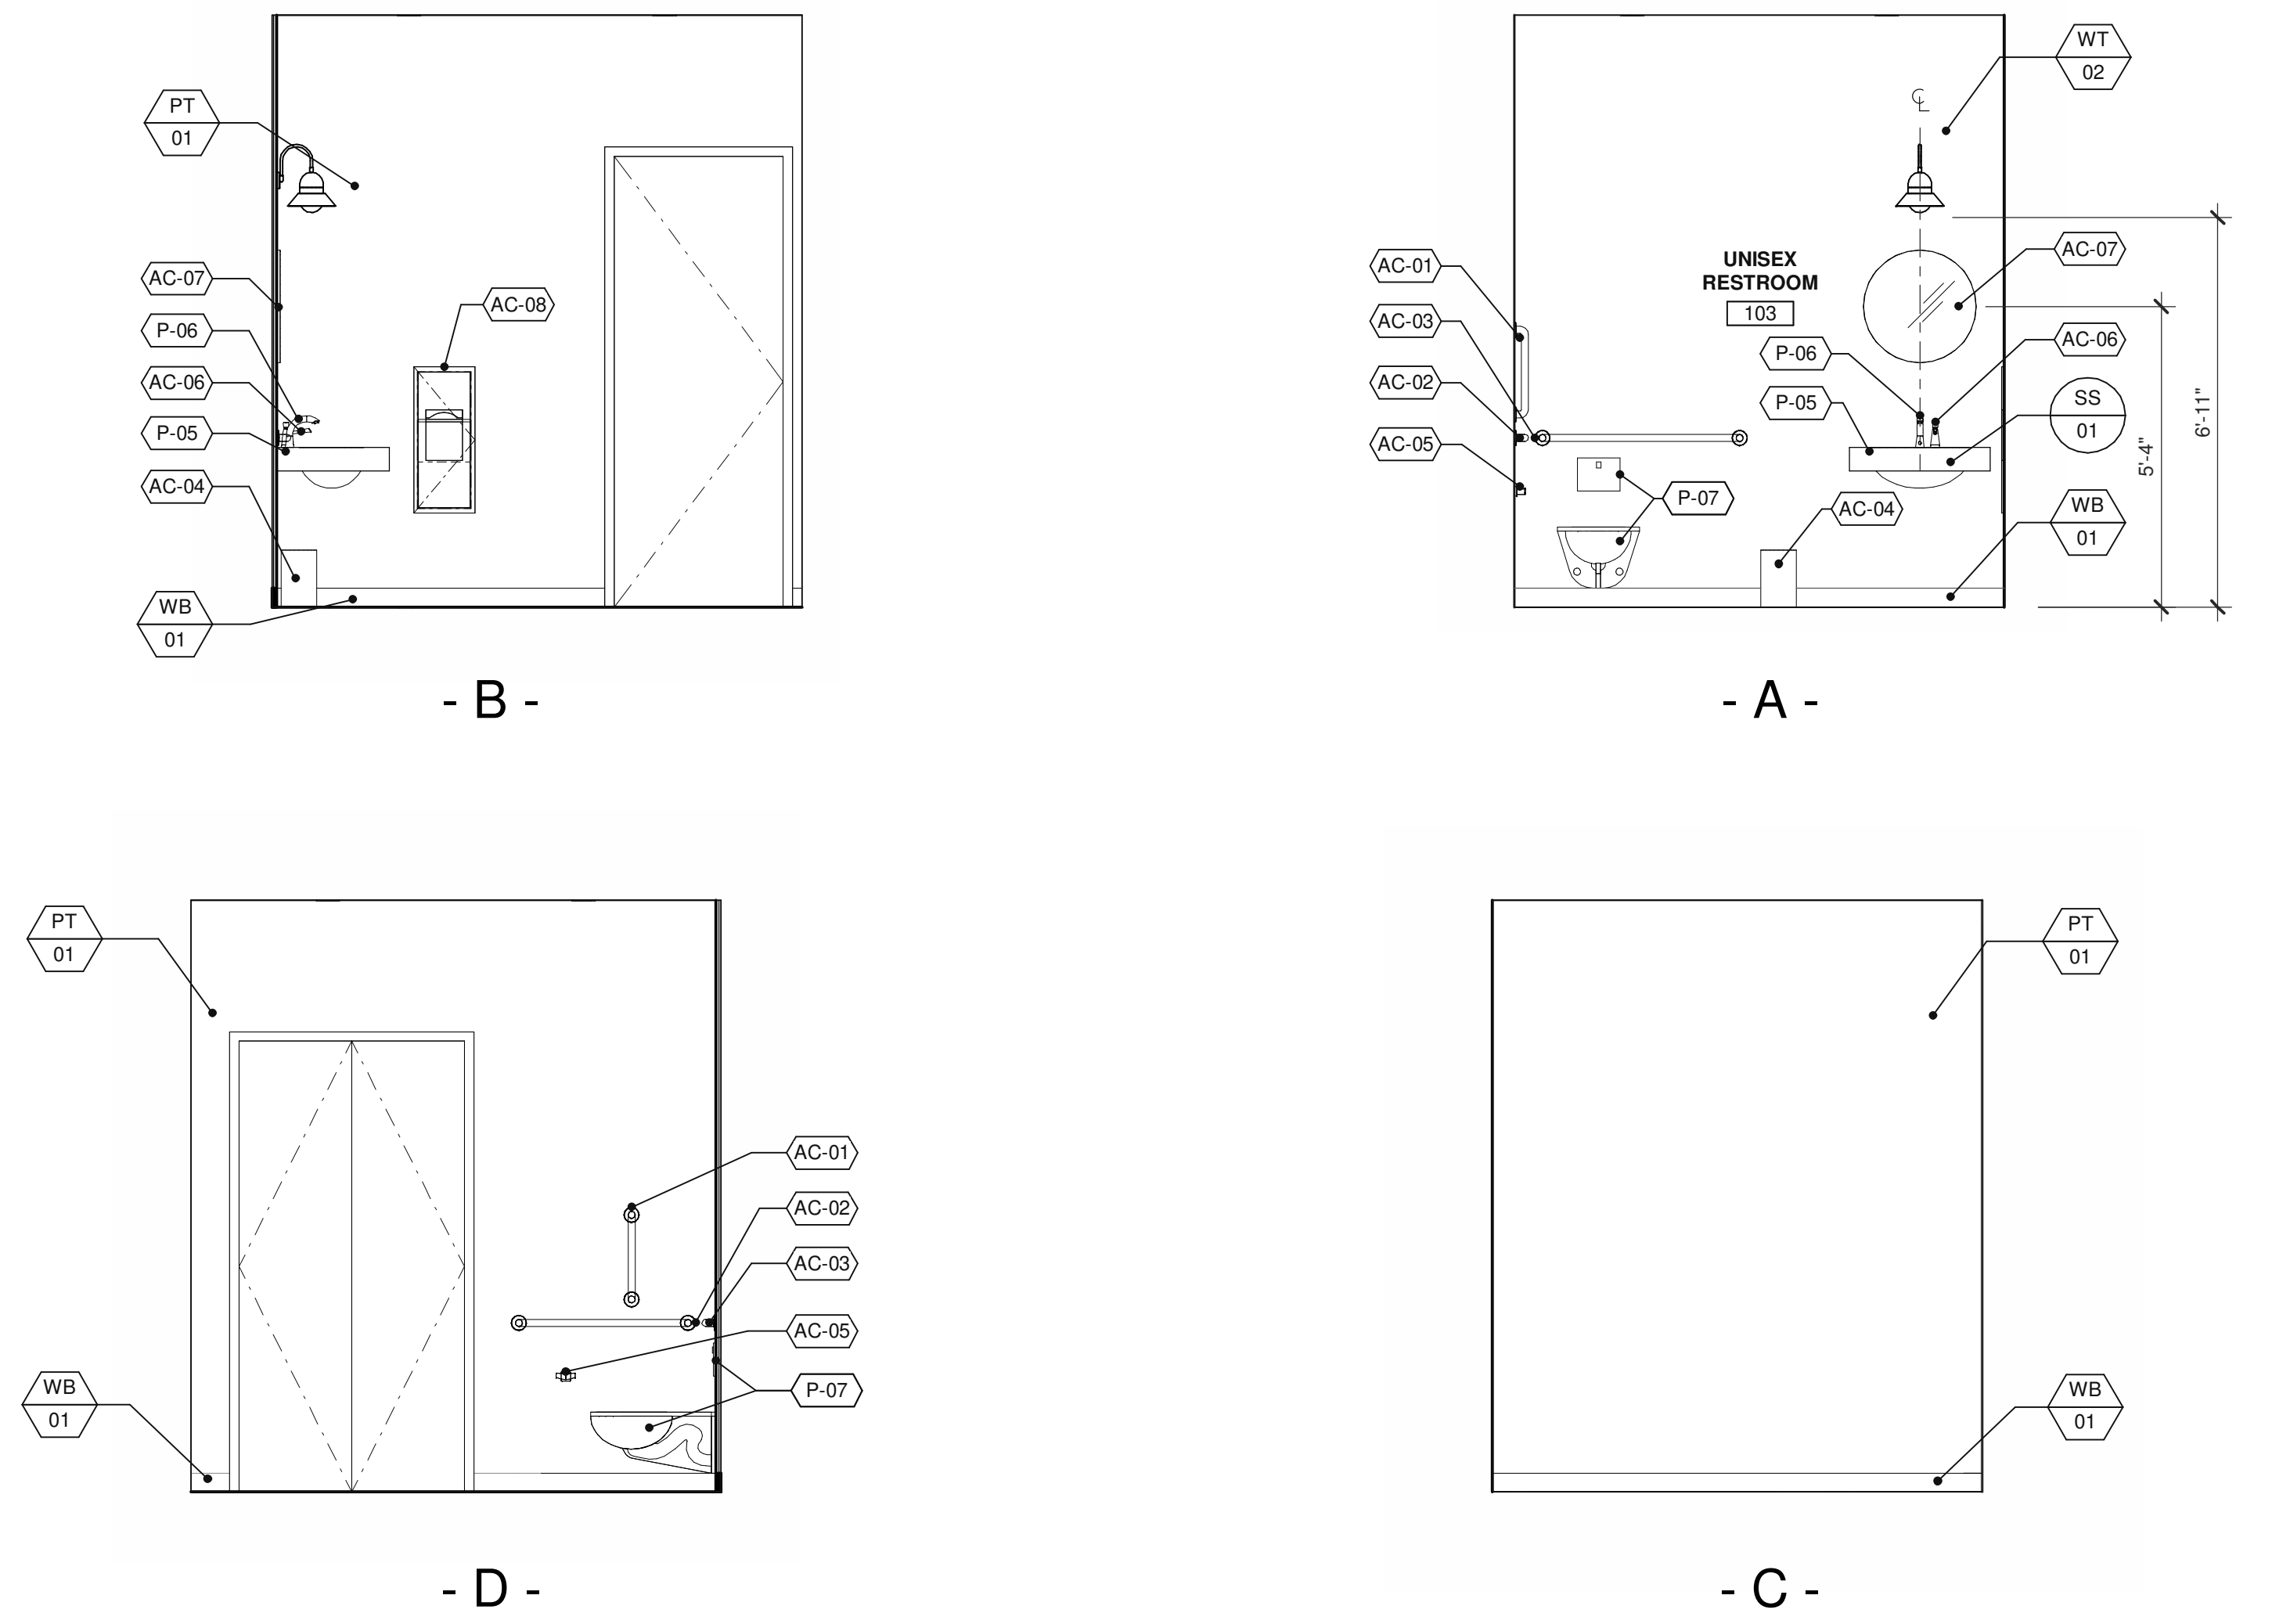 PT
01
AC-07
P-06
AC-06
P-05
AC-04
WB
01
AC-08
- B -
WT
02
CL
AC-01
AC-03
AC-02
AC-05
UNISEX
RESTROOM
103
P-06
P-05
P-07
AC-04
AC-07
AC-06
SS
01
WB
01
5'-4"
6'-11"
- A -
PT
01
WB
01
AC-01
AC-02
AC-03
AC-05
P-07
- D -
PT
01
WB
01
- C -